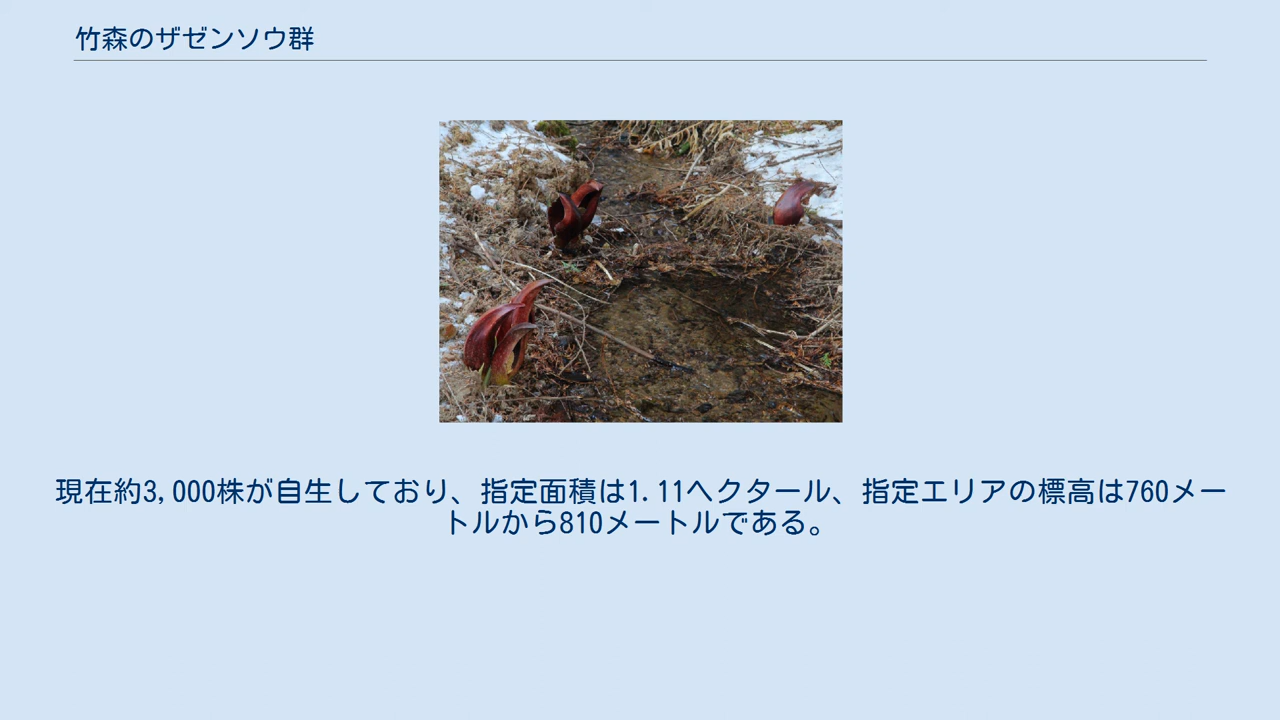 竹森のザゼンソウ群
現在約3,000株が自生しており、指定面積は1.11ヘクタール、指定エリアの標高は760メー
トルから810メートルである。